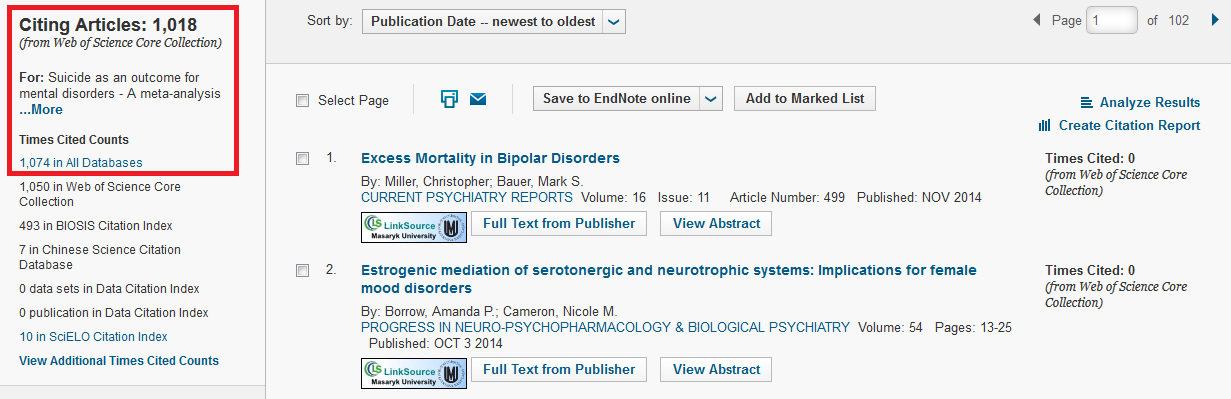 Citing Articles: 1,018
(from Web of Science Core Collection)
For: Suicide as an outcome for
mental disorders - A meta-analysis
...More
Times Cited Counts
1,074 in All Databases
1,050 in Web of Science Core
Collection
493 in BIOSIS Citation Index
7 in Chinese Science Citation
Database
0 data sets in Data Citation Index
0 publication in Data Citation Index
10 in SciELO Citation Index
View Additional Times Cited Counts
Sort by: Publication Date -- newest to oldest
Page 1 of 102
Select Page
Save to EndNote online
Add to Marked List
Analyze Results
Create Citation Report
1. Excess Mortality in Bipolar Disorders
By: Miller, Christopher; Bauer, Mark S.
CURRENT PSYCHIATRY REPORTS Volume: 16 Issue: 11 Article Number: 499 Published: NOV 2014
LinkSource
Masaryk University
Full Text from Publisher
View Abstract
Times Cited: 0
(from Web of Science Core
Collection)
2. Estrogenic mediation of serotonergic and neurotrophic systems: Implications for female
mood disorders
By: Borrow, Amanda P.; Cameron, Nicole M.
PROGRESS IN NEURO-PSYCHOPHARMACOLOGY & BIOLOGICAL PSYCHIATRY Volume: 54 Pages: 13-25
Published: OCT 3 2014
LinkSource
Masaryk University
Full Text from Publisher
View Abstract
Times Cited: 0
(from Web of Science Core
Collection)